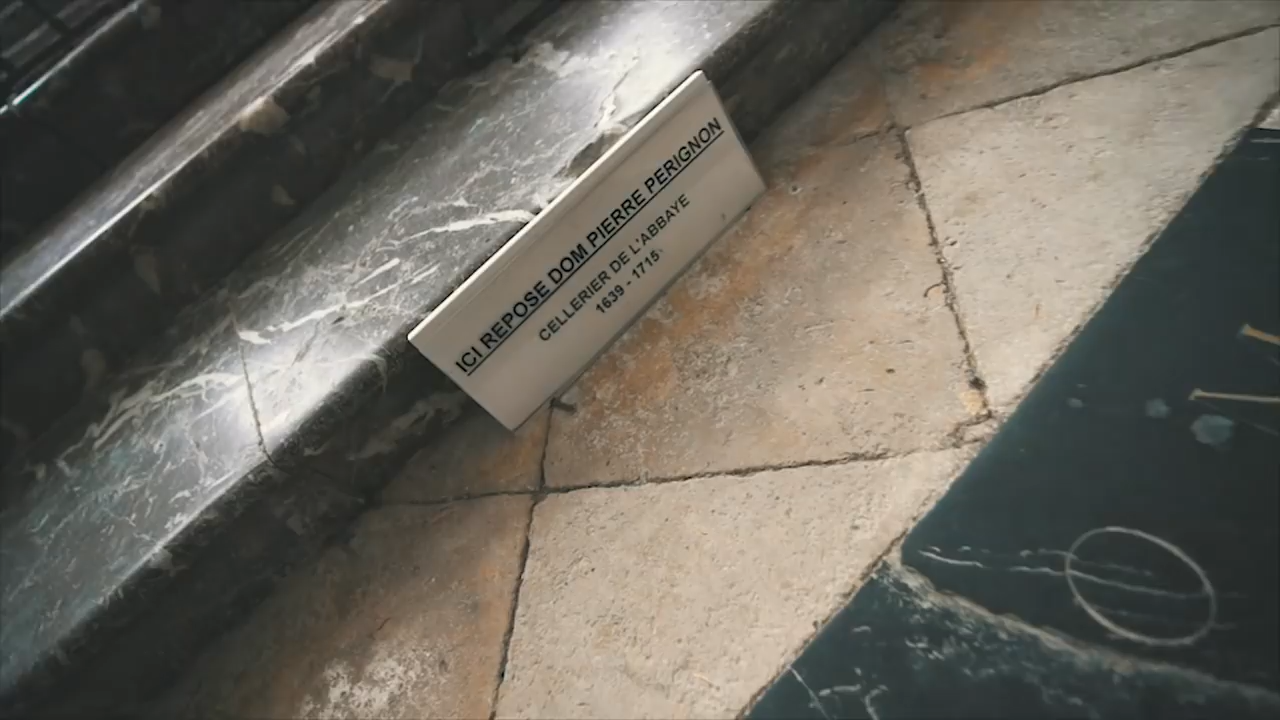 ICI REPOSE DOM PIERRE PERIGNON
CELLERIER DE L'ABBAYE
1639 - 1715